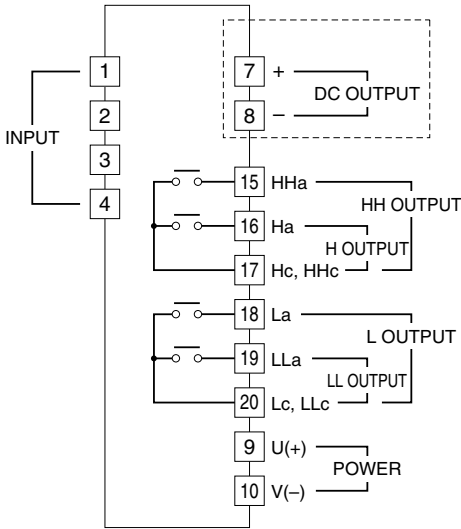 1
7 +
DC OUTPUT
2
8 –
INPUT
3
4
15 HHa
HH OUTPUT
16 Ha
H OUTPUT
17 Hc, HHc
18 La
L OUTPUT
19 LLa
LL OUTPUT
20 Lc, LLc
9 U(+)
POWER
10 V(–)